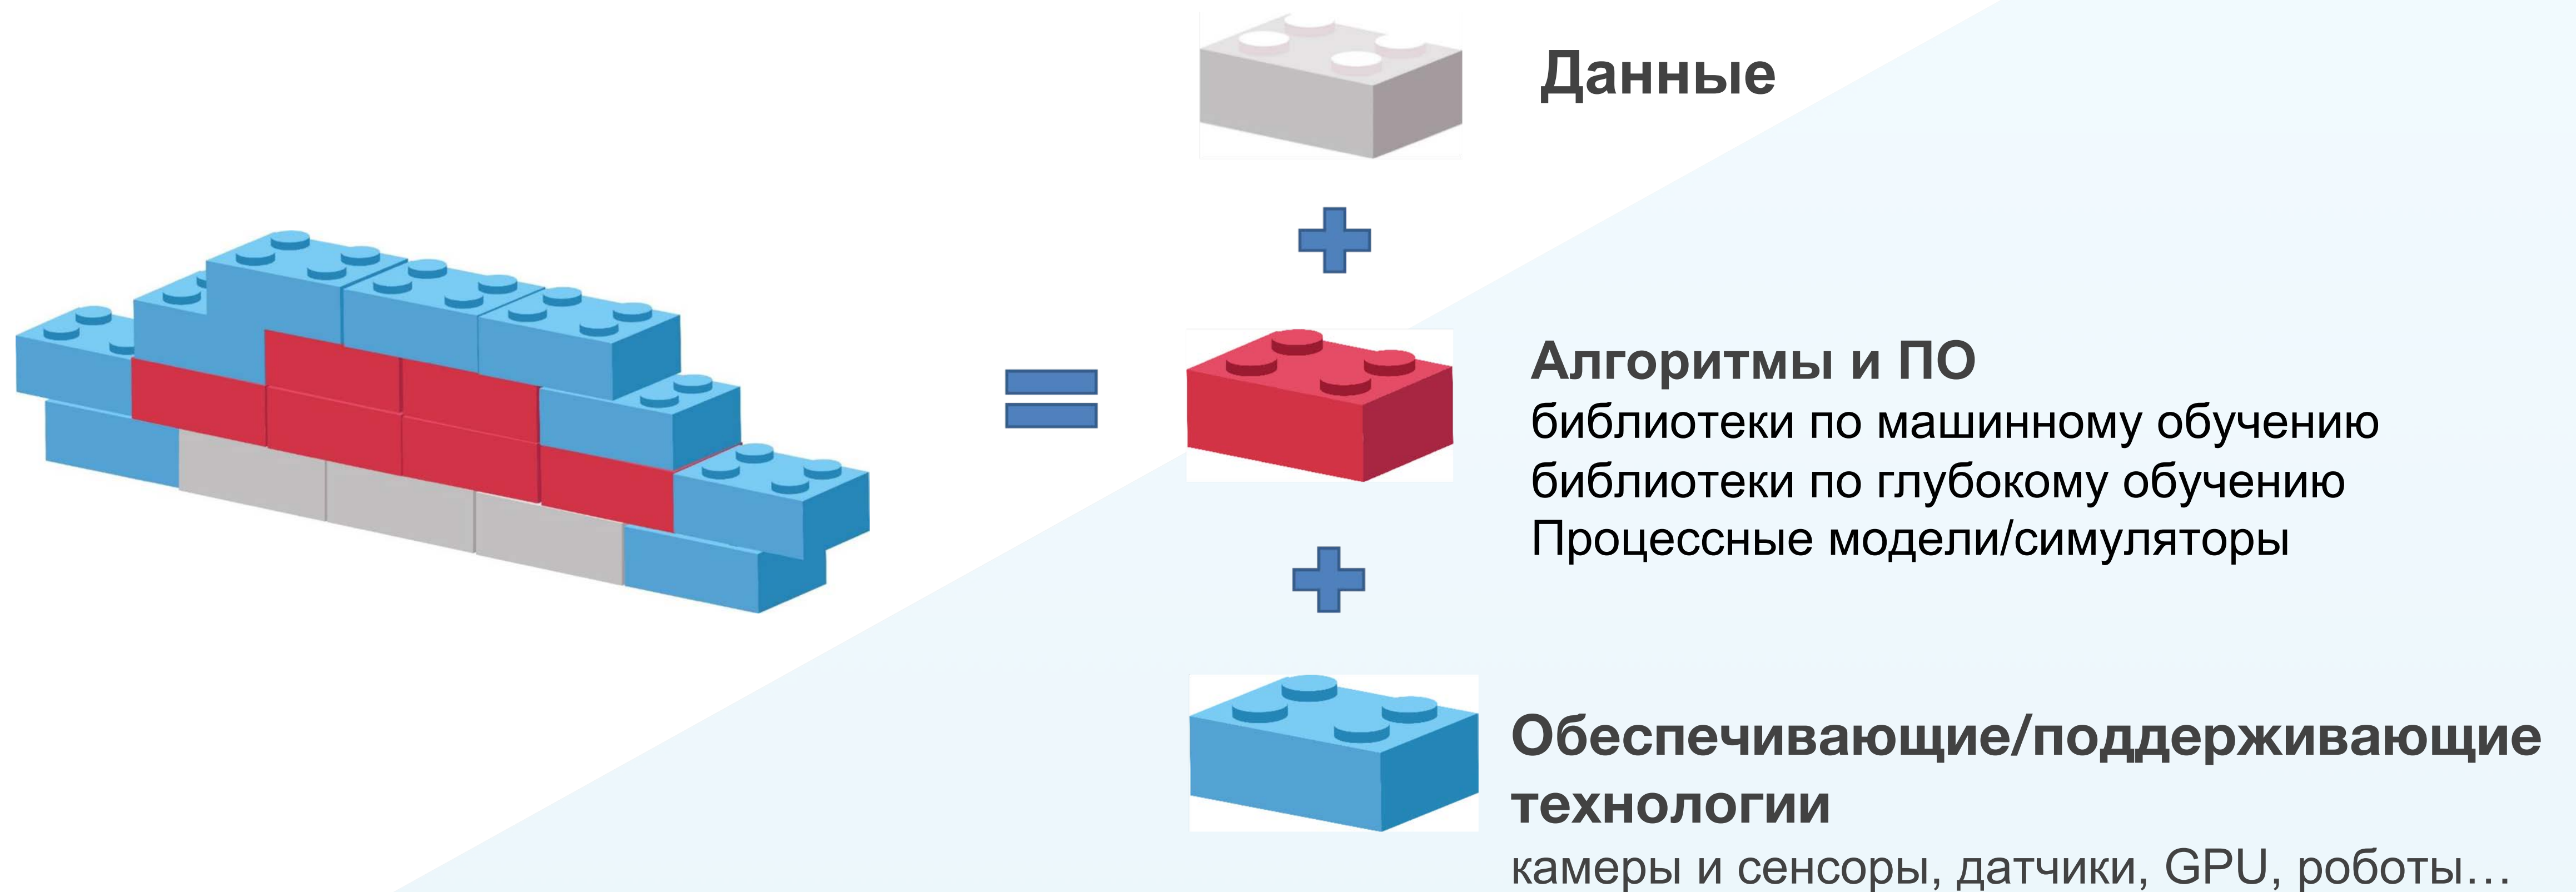 Данные
Алгоритмы и ПО
библиотеки по машинному обучению
библиотеки по глубокому обучению
Процессные модели/симуляторы
Обеспечивающие/поддерживающие
технологии
камеры и сенсоры, датчики, GPU, роботы...